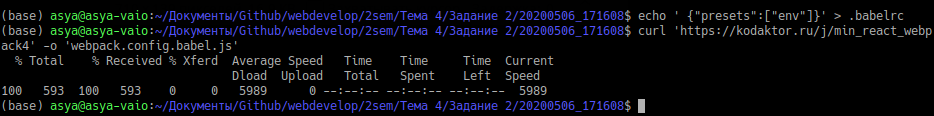 (base) asya@asya-vaio:~/Документы/Github/webdevelop/2sem/Тема 4/Задание 2/20200506_171608$ echo ' {"presets":["env"]}' > .babelrc
(base) asya@asya-vaio:~/Документы/Github/webdevelop/2sem/Тема 4/Задание 2/20200506_171608$ curl 'https://kodaktor.ru/j/min_react_webp
ack4' -o 'webpack.config.babel.js'
  % Total    % Received % Xferd  Average Speed   Time    Time     Time  Current
                                 Dload  Upload   Total   Spent    Left  Speed
100   593  100   593    0     0   5989      0 --:--:-- --:--:-- --:--:--  5989
(base) asya@asya-vaio:~/Документы/Github/webdevelop/2sem/Тема 4/Задание 2/20200506_171608$